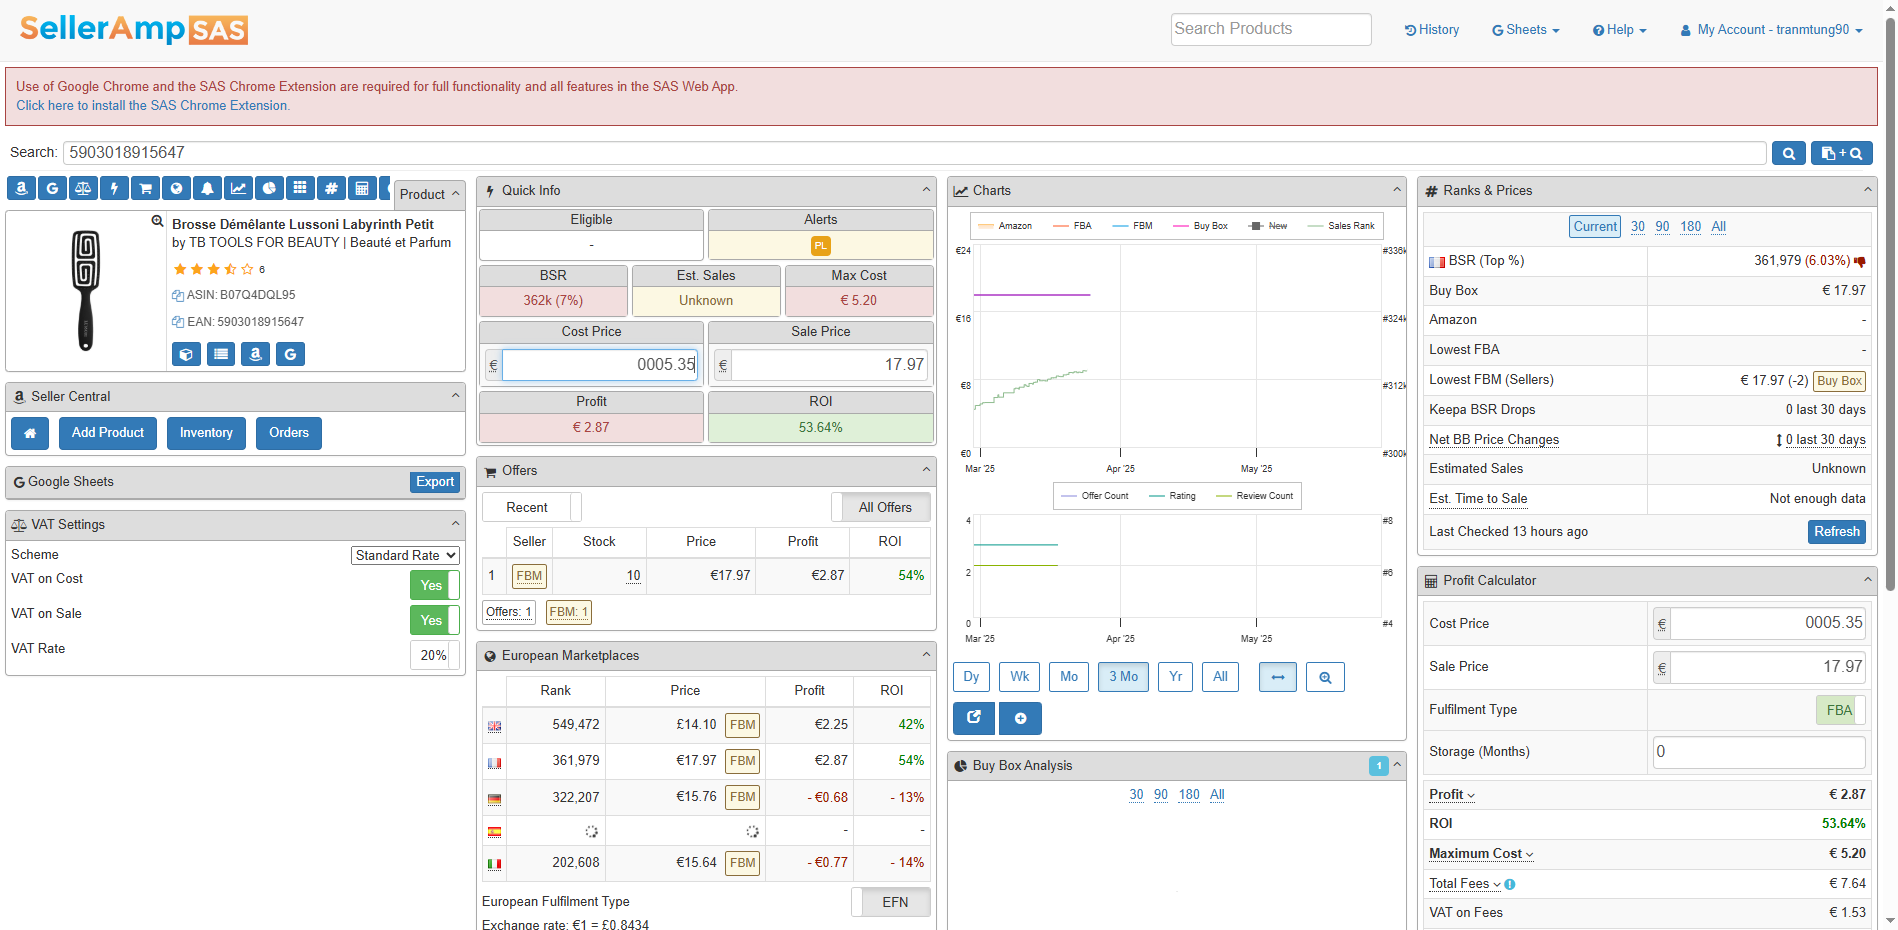 SellerAmp SAS
Search Products
History
Sheets
Help
My Account - tranmtung90
Use of Google Chrome and the SAS Chrome Extension are required for full functionality and all features in the SAS Web App.
Click here to install the SAS Chrome Extension.
Search: 5903018915647
+
Product
Brosse Démêlante Lussoni Labyrinth Petit
by TB TOOLS FOR BEAUTY | Beauté et Parfum
6
ASIN: B07Q4DQL95
EAN: 5903018915647
Seller Central
Add Product
Inventory
Orders
Google Sheets
Export
VAT Settings
Scheme
Standard Rate
VAT on Cost
Yes
VAT on Sale
Yes
VAT Rate
20%
Quick Info
Eligible
Alerts
-
PL
BSR
Est. Sales
Max Cost
362k (7%)
Unknown
€ 5.20
Cost Price
Sale Price
€ 0005.35
€ 17.97
Profit
ROI
€ 2.87
53.64%
Offers
Recent
All Offers
Seller Stock Price Profit ROI
1 FBM 10 €17.97 €2.87 54%
Offers: 1
FBM: 1
European Marketplaces
Rank Price Profit ROI
549,472 £14.10 FBM €2.25 42%
361,979 €17.97 FBM €2.87 54%
322,207 €15.76 FBM - €0.68 - 13%
- -
202,608 €15.64 FBM - €0.77 - 14%
European Fulfilment Type
EFN
Exchange rate: €1 = £0.8434
Charts
Amazon FBA FBM Buy Box New Sales Rank
€24 #336k
€16 #324k
€8 #312k
€0 #300k
Mar '25 Apr '25 May '25
Offer Count Rating Review Count
4 #8
2 #6
0 #4
Mar '25 Apr '25 May '25
Dy
Wk
Mo
3 Mo
Yr
All
Buy Box Analysis
1
30 90 180 All
Ranks & Prices
Current 30 90 180 All
BSR (Top %) 361,979 (6.03%)
Buy Box € 17.97
Amazon -
Lowest FBA -
Lowest FBM (Sellers) € 17.97 (-2) Buy Box
Keepa BSR Drops 0 last 30 days
Net BB Price Changes 0 last 30 days
Estimated Sales Unknown
Est. Time to Sale Not enough data
Last Checked 13 hours ago
Refresh
Profit Calculator
Cost Price € 0005.35
Sale Price € 17.97
Fulfilment Type FBA
Storage (Months) 0
Profit € 2.87
ROI 53.64%
Maximum Cost € 5.20
Total Fees € 7.64
VAT on Fees € 1.53